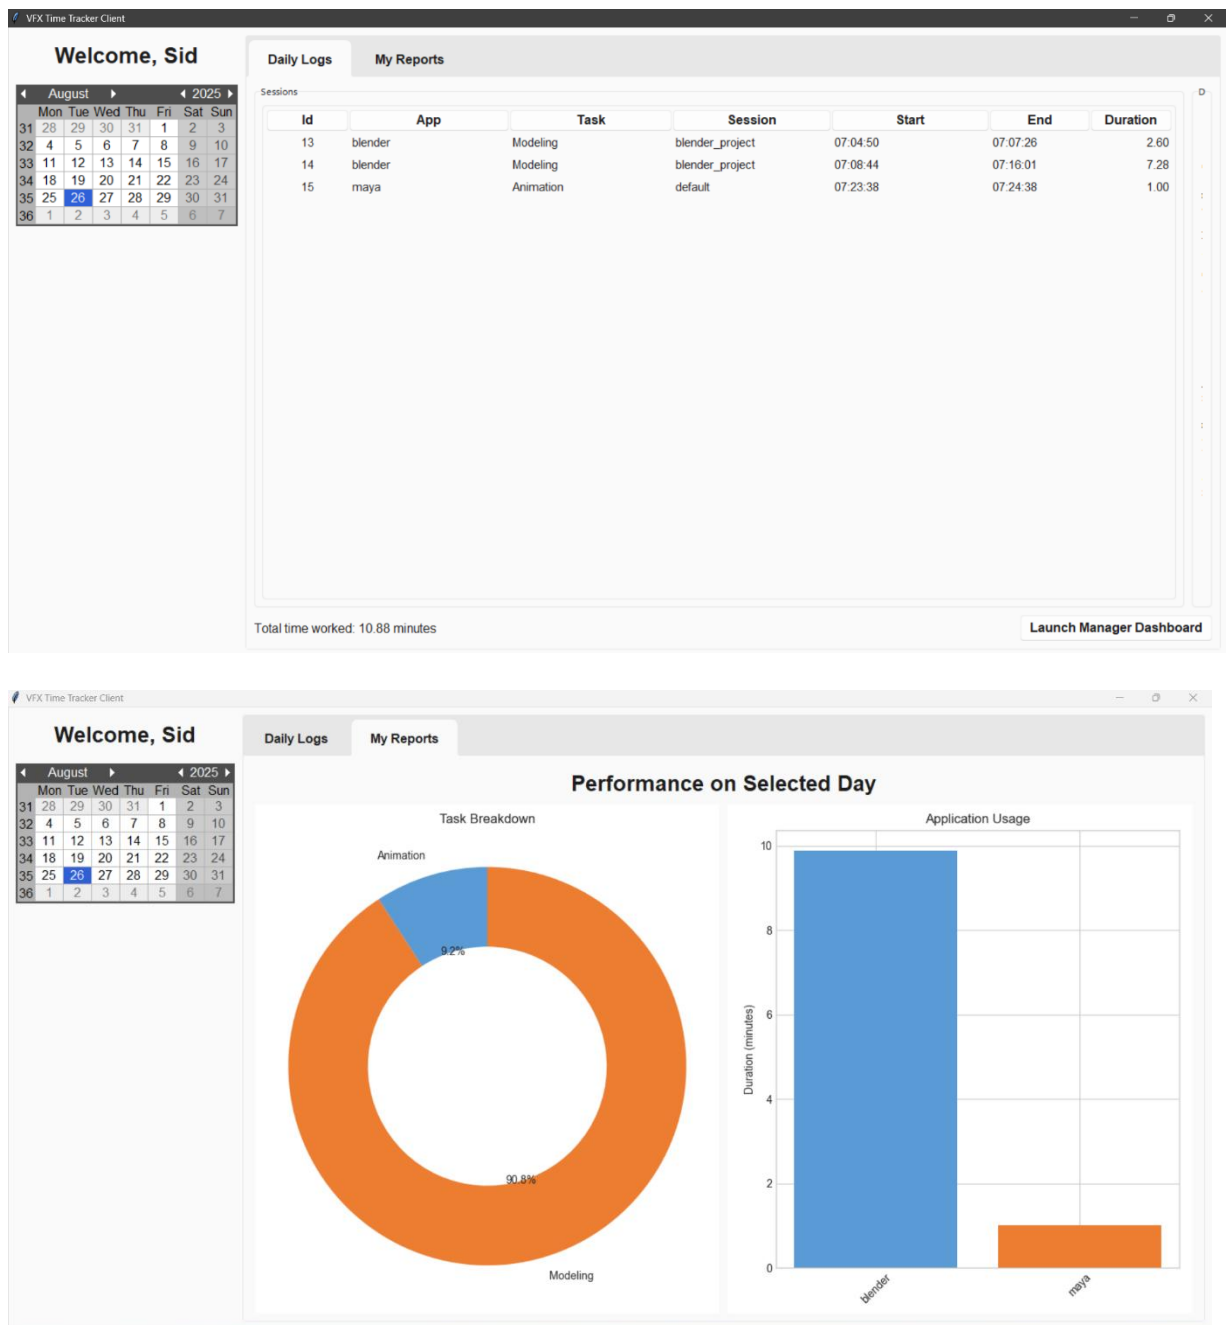 VFX Time Tracker Client
Welcome, Sid
August 2025
Mon Tue Wed Thu Fri Sat Sun
31 28 29 30 31 1 2 3
32 4 5 6 7 8 9 10
33 11 12 13 14 15 16 17
34 18 19 20 21 22 23 24
35 25 26 27 28 29 30 31
36 1 2 3 4 5 6 7
Daily Logs My Reports
Sessions D
Id App Task Session Start End Duration
13 blender Modeling blender_project 07:04:50 07:07:26 2.60
14 blender Modeling blender_project 07:08:44 07:16:01 7.28
15 maya Animation default 07:23:38 07:24:38 1.00
Total time worked: 10.88 minutes
Launch Manager Dashboard
VFX Time Tracker Client
Welcome, Sid
August 2025
Mon Tue Wed Thu Fri Sat Sun
31 28 29 30 31 1 2 3
32 4 5 6 7 8 9 10
33 11 12 13 14 15 16 17
34 18 19 20 21 22 23 24
35 25 26 27 28 29 30 31
36 1 2 3 4 5 6 7
Daily Logs My Reports
Performance on Selected Day
Task Breakdown
Animation
9.2%
90.8%
Modeling
Application Usage
Duration (minutes)
10
8
6
4
2
0
blender
maya